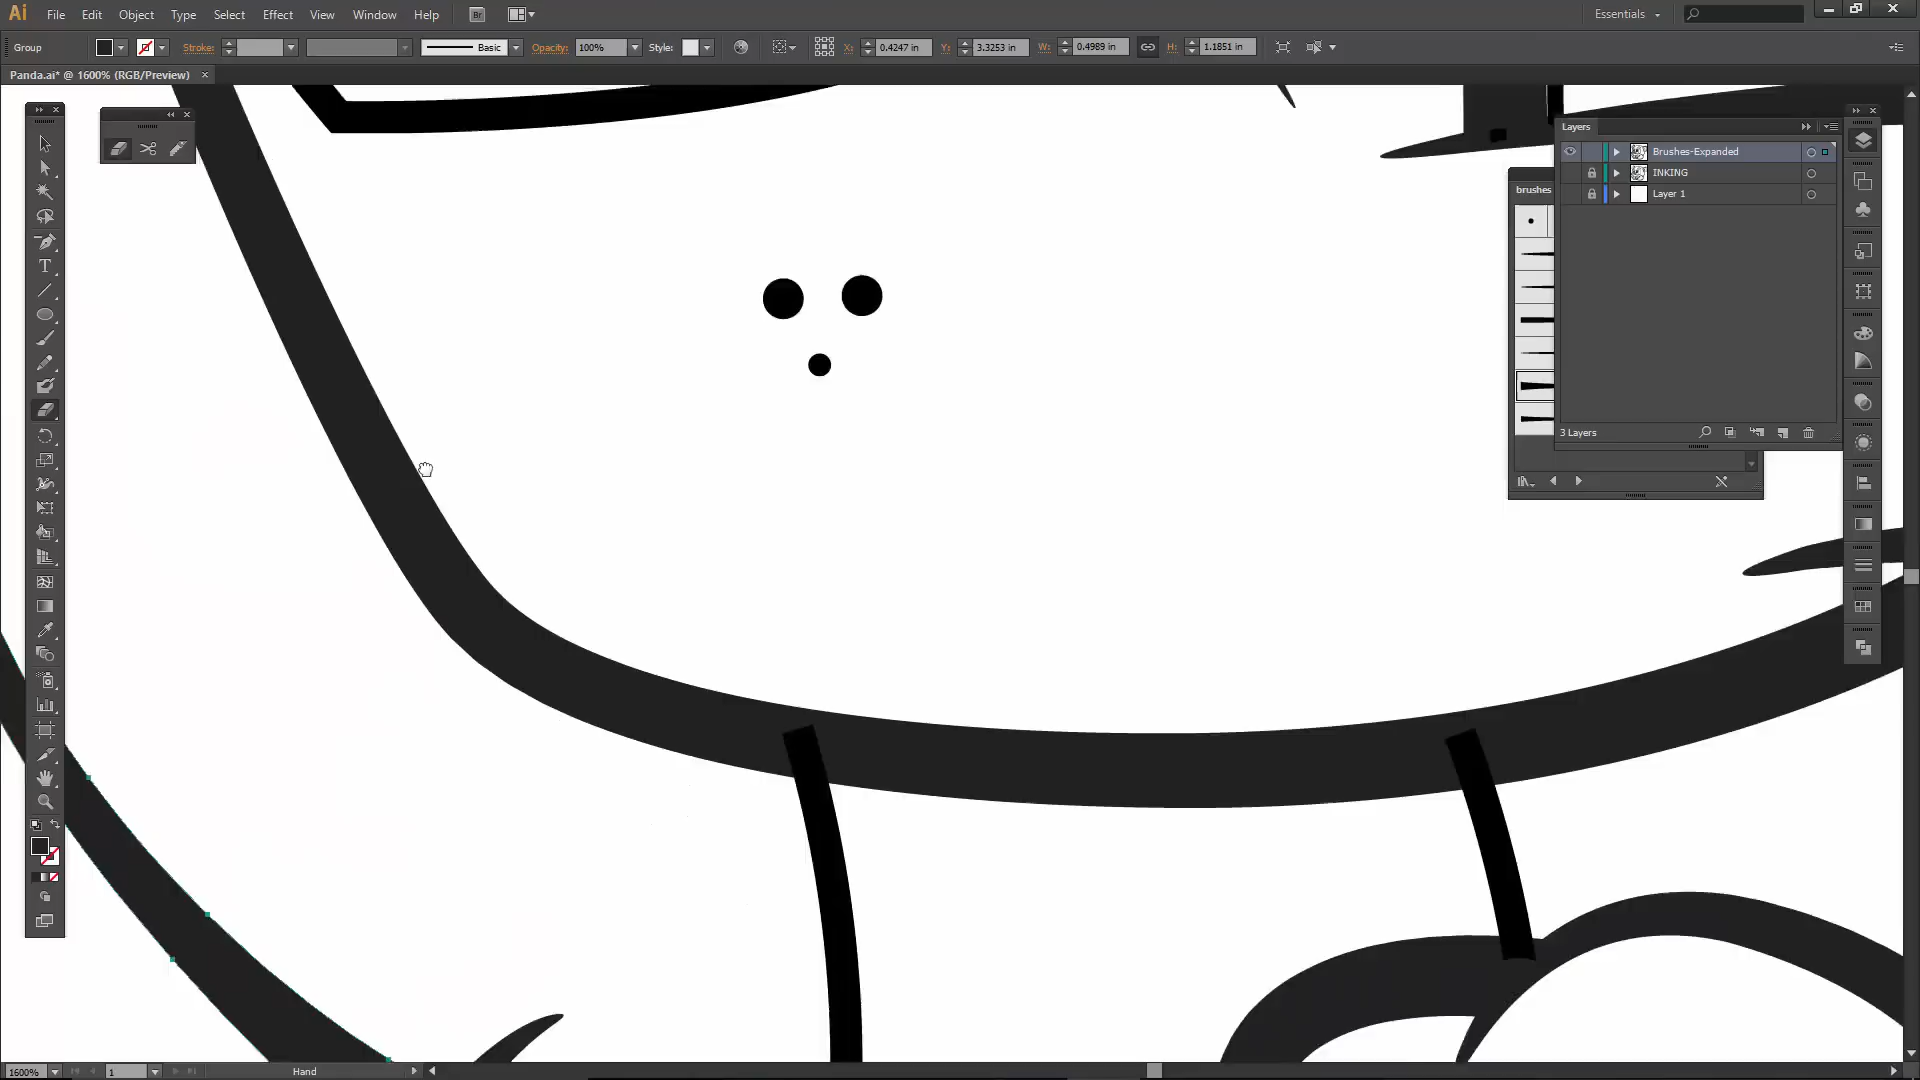 Ai File Edit Object Type Select Effect View Window Help Br Essentials
Group Stroke: Basic Opacity: 100% Style: X: 0.4247 in Y: 3.3253 in W: 0.4989 in H: 1.1851 in
Panda.ai* @ 1600% (RGB/Preview)
Layers
Brushes-Expanded
INKING
Layer 1
brushes
3 Layers
1600% 1 Hand